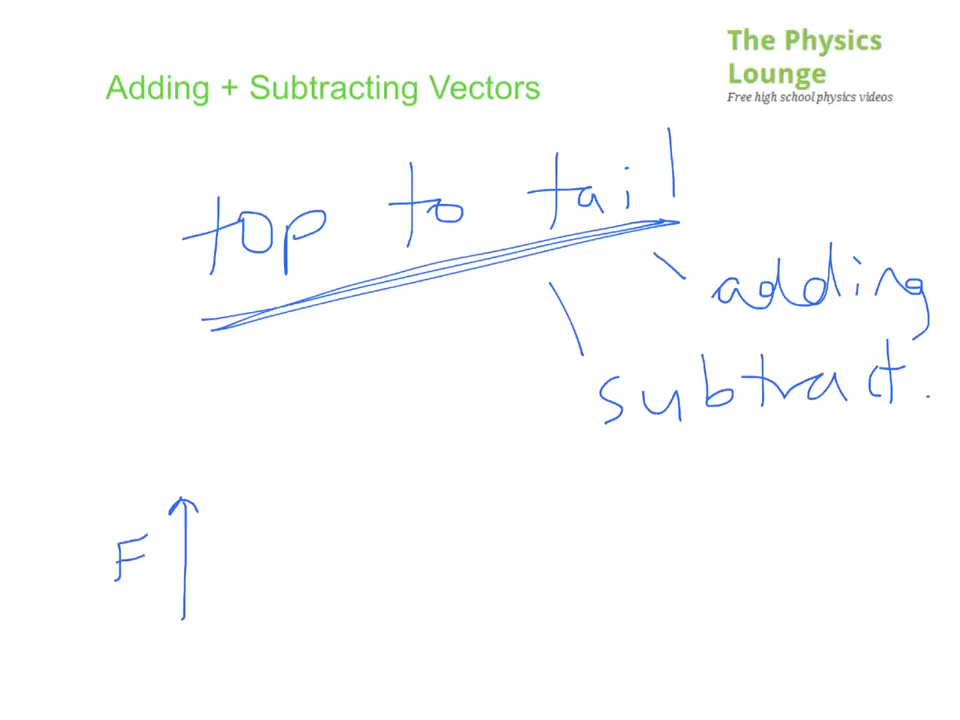 The Physics
Lounge
Free high school physics videos
Adding + Subtracting Vectors
top to tail
adding
subtract.
F